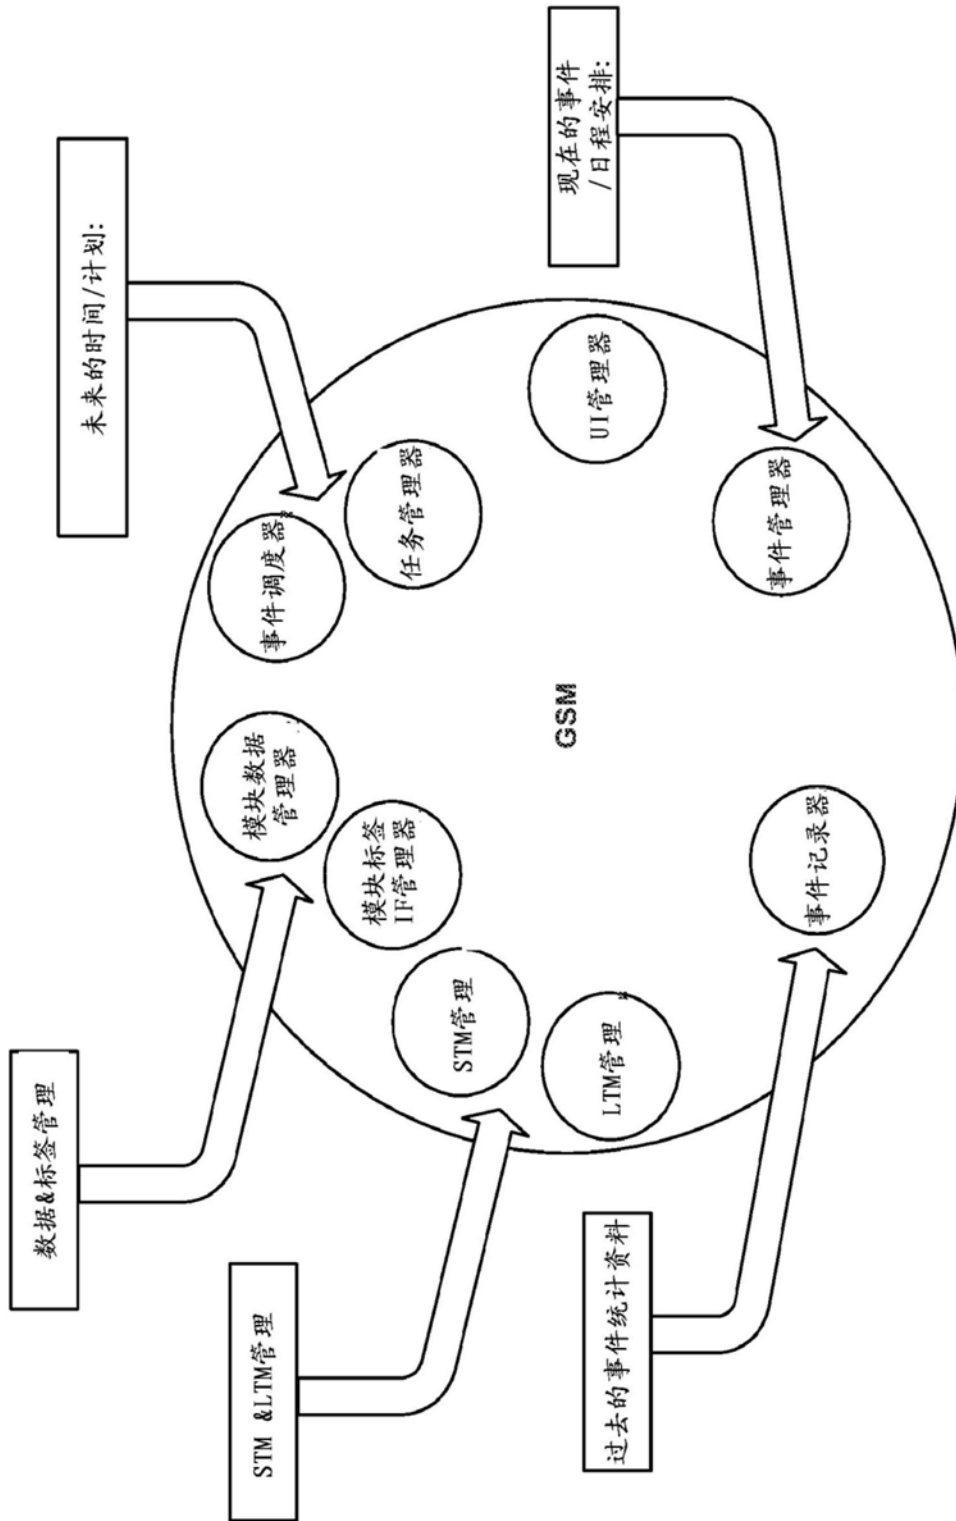 数据&标签管理
未来的时间/计划:
STM &LTM管理
模块数据
管理器
事件调度器
模块标签
IF管理器
任务管理器
STM管理
LTM管理
GSM
UI管理器
现在的事件
/日程安排:
过去的事件统计资料
事件记录器
事件管理器